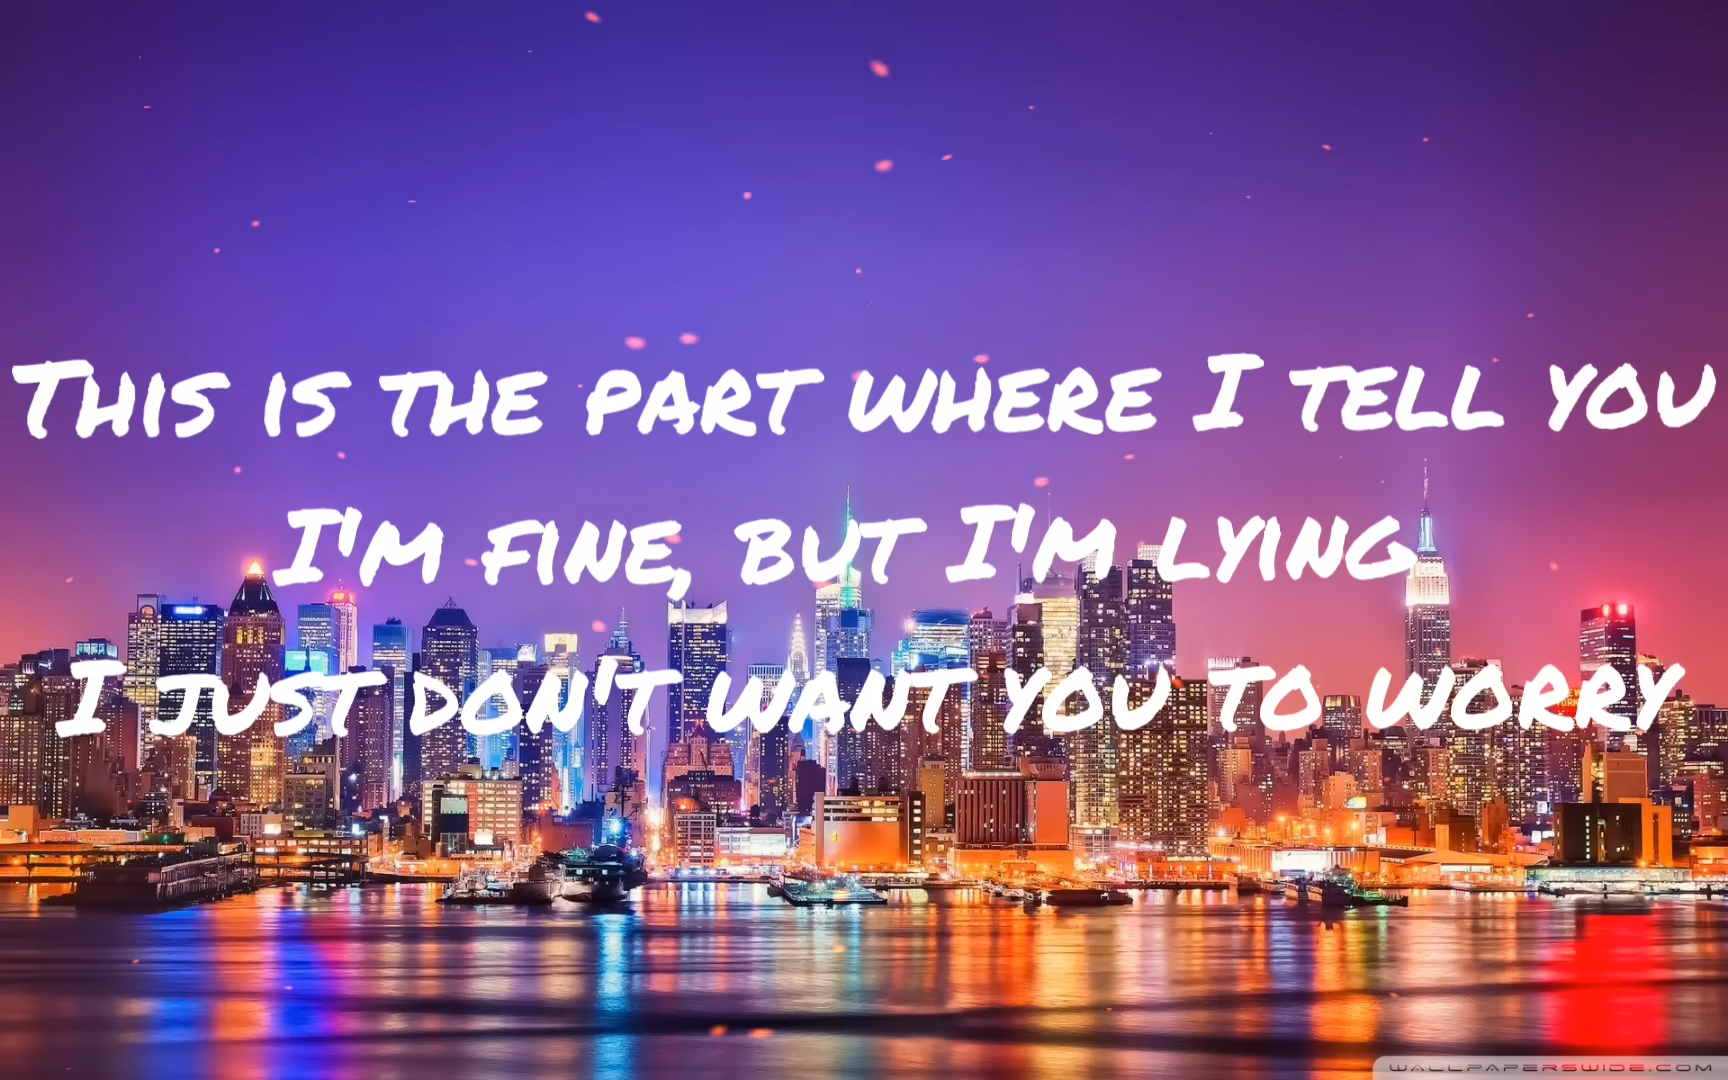 This is the part where I tell you
I'm fine, but I'm lying
I just don't want you to worry
WALLPAPERSWIDE.COM